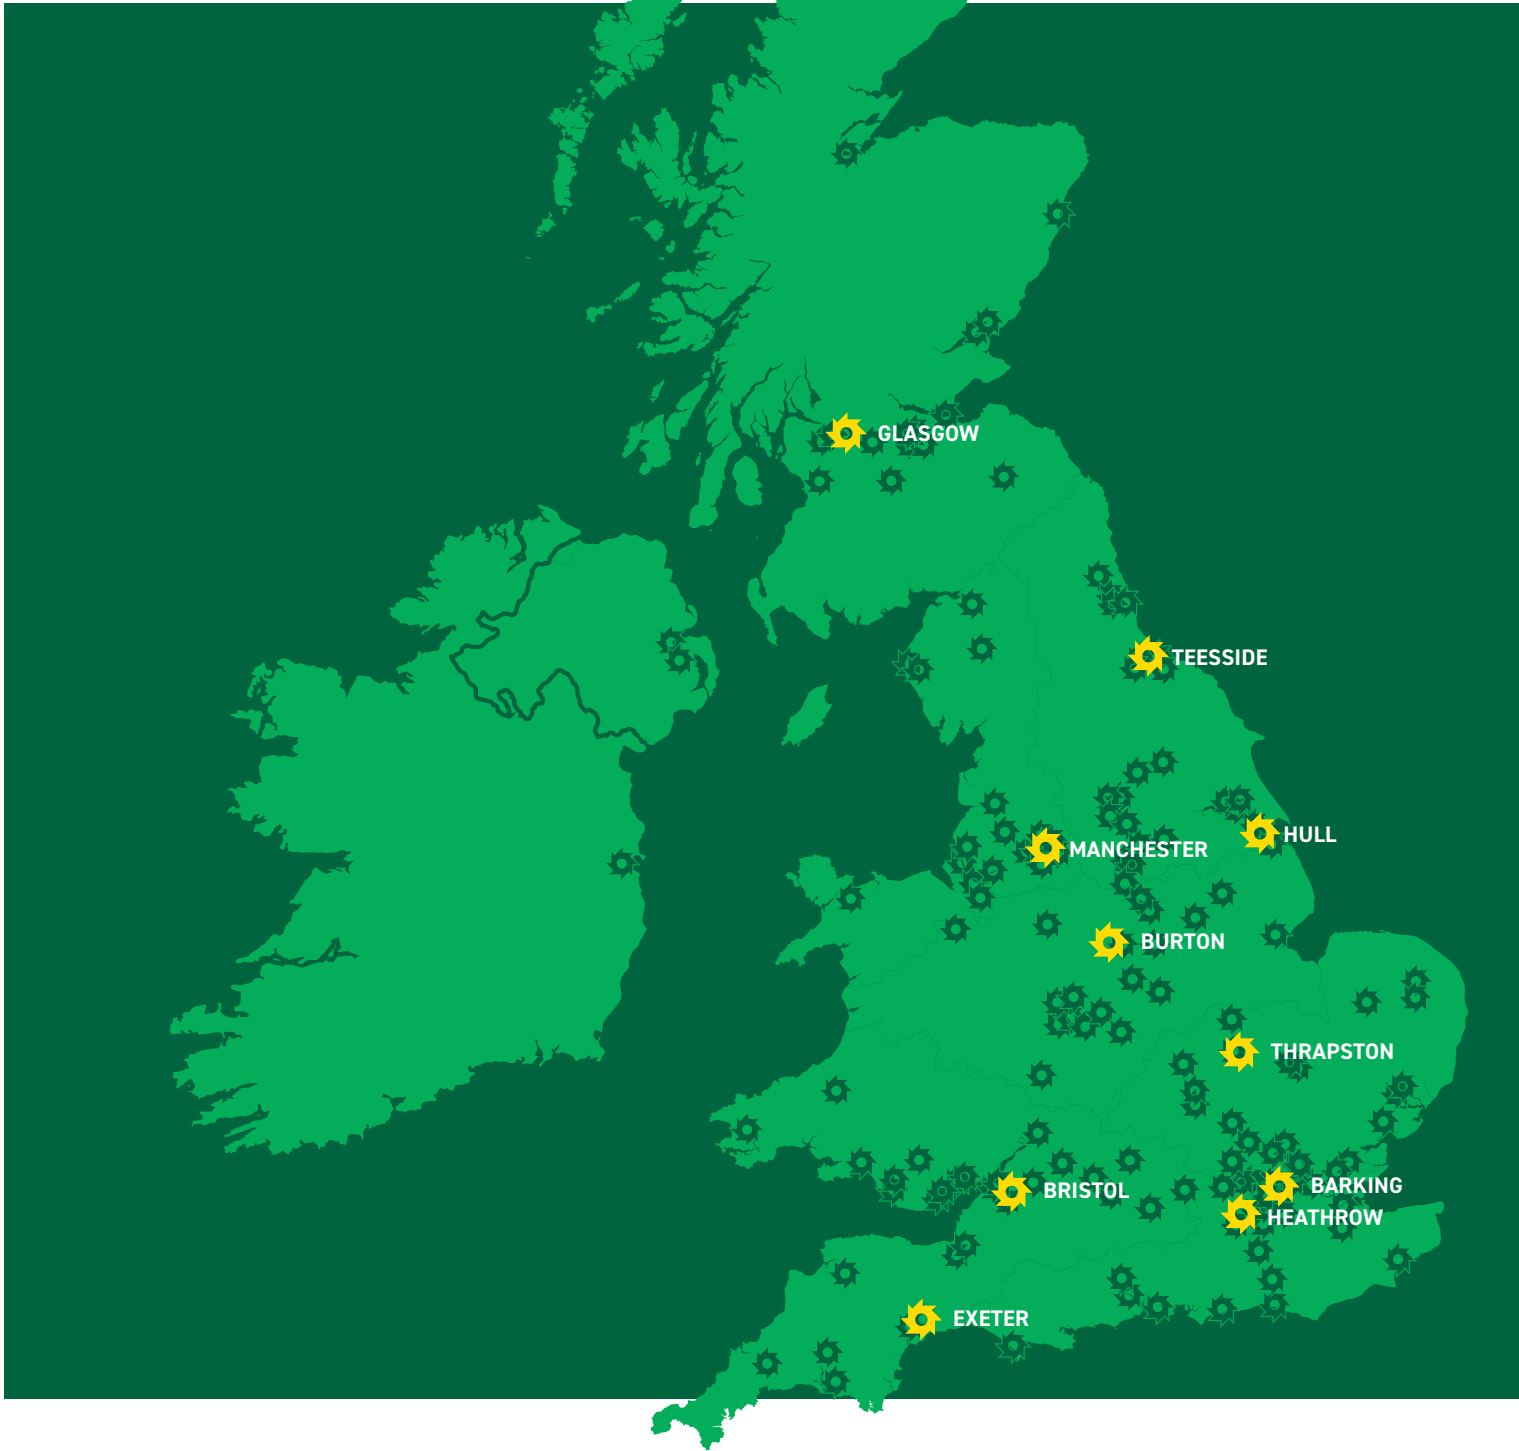 GLASGOW
TEESSIDE
HULL
MANCHESTER
BURTON
THRAPSTON
BARKING
BRISTOL
HEATHROW
EXETER